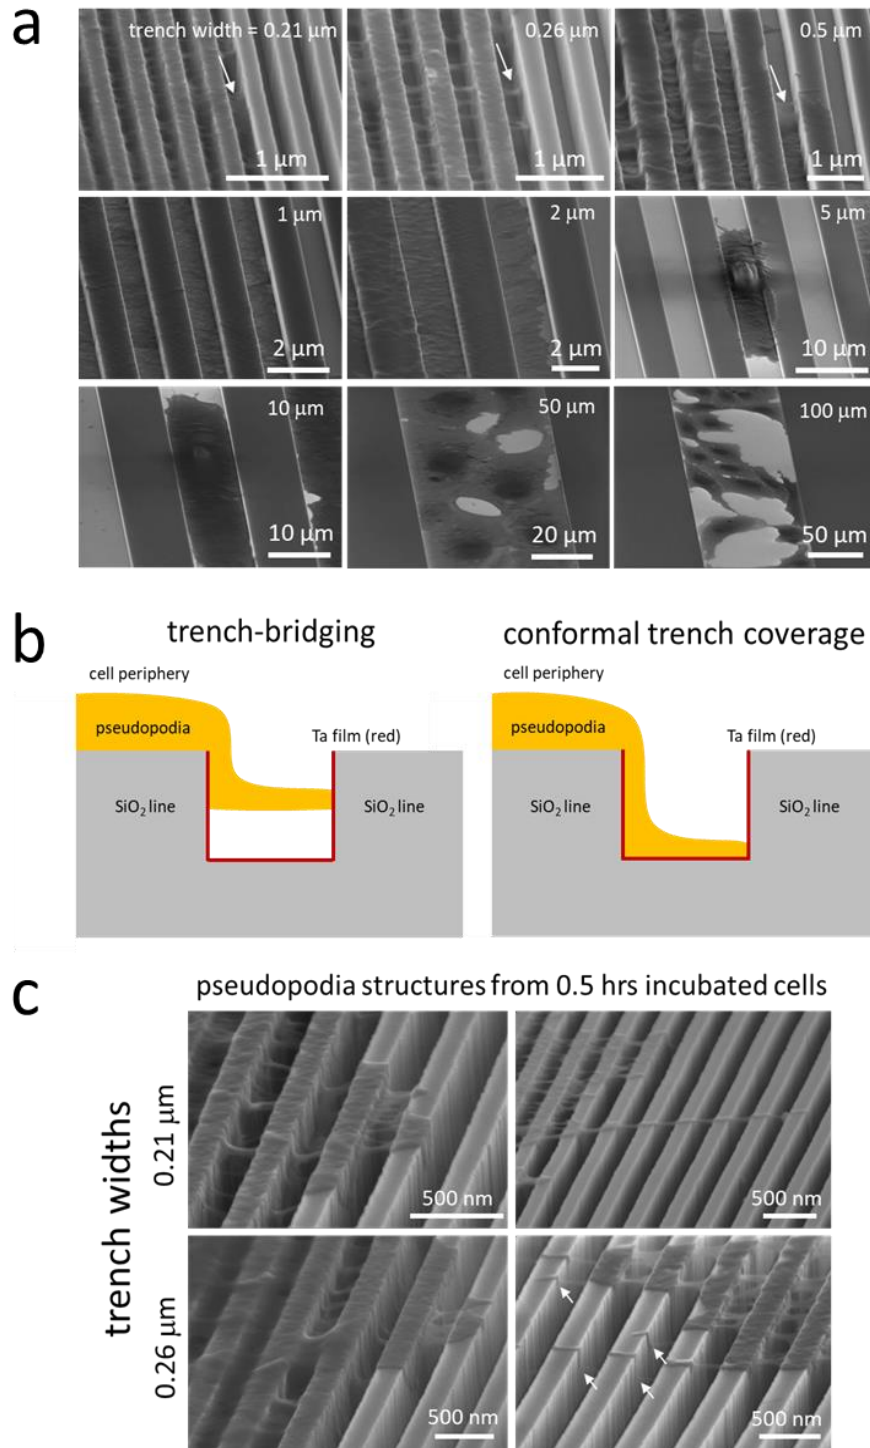 a
trench width = 0.21 μm
0.26 μm
0.5 μm
1 μm
1 μm
1 μm
1 μm
2 μm
5 μm
2 μm
2 μm
10 μm
10 μm
50 μm
100 μm
10 μm
20 μm
50 μm
b
trench-bridging
conformal trench coverage
cell periphery
cell periphery
pseudopodia
Ta film (red)
pseudopodia
Ta film (red)
SiO₂ line
SiO₂ line
SiO₂ line
SiO₂ line
c
pseudopodia structures from 0.5 hrs incubated cells
trench widths
0.21 μm
500 nm
500 nm
0.26 μm
500 nm
500 nm